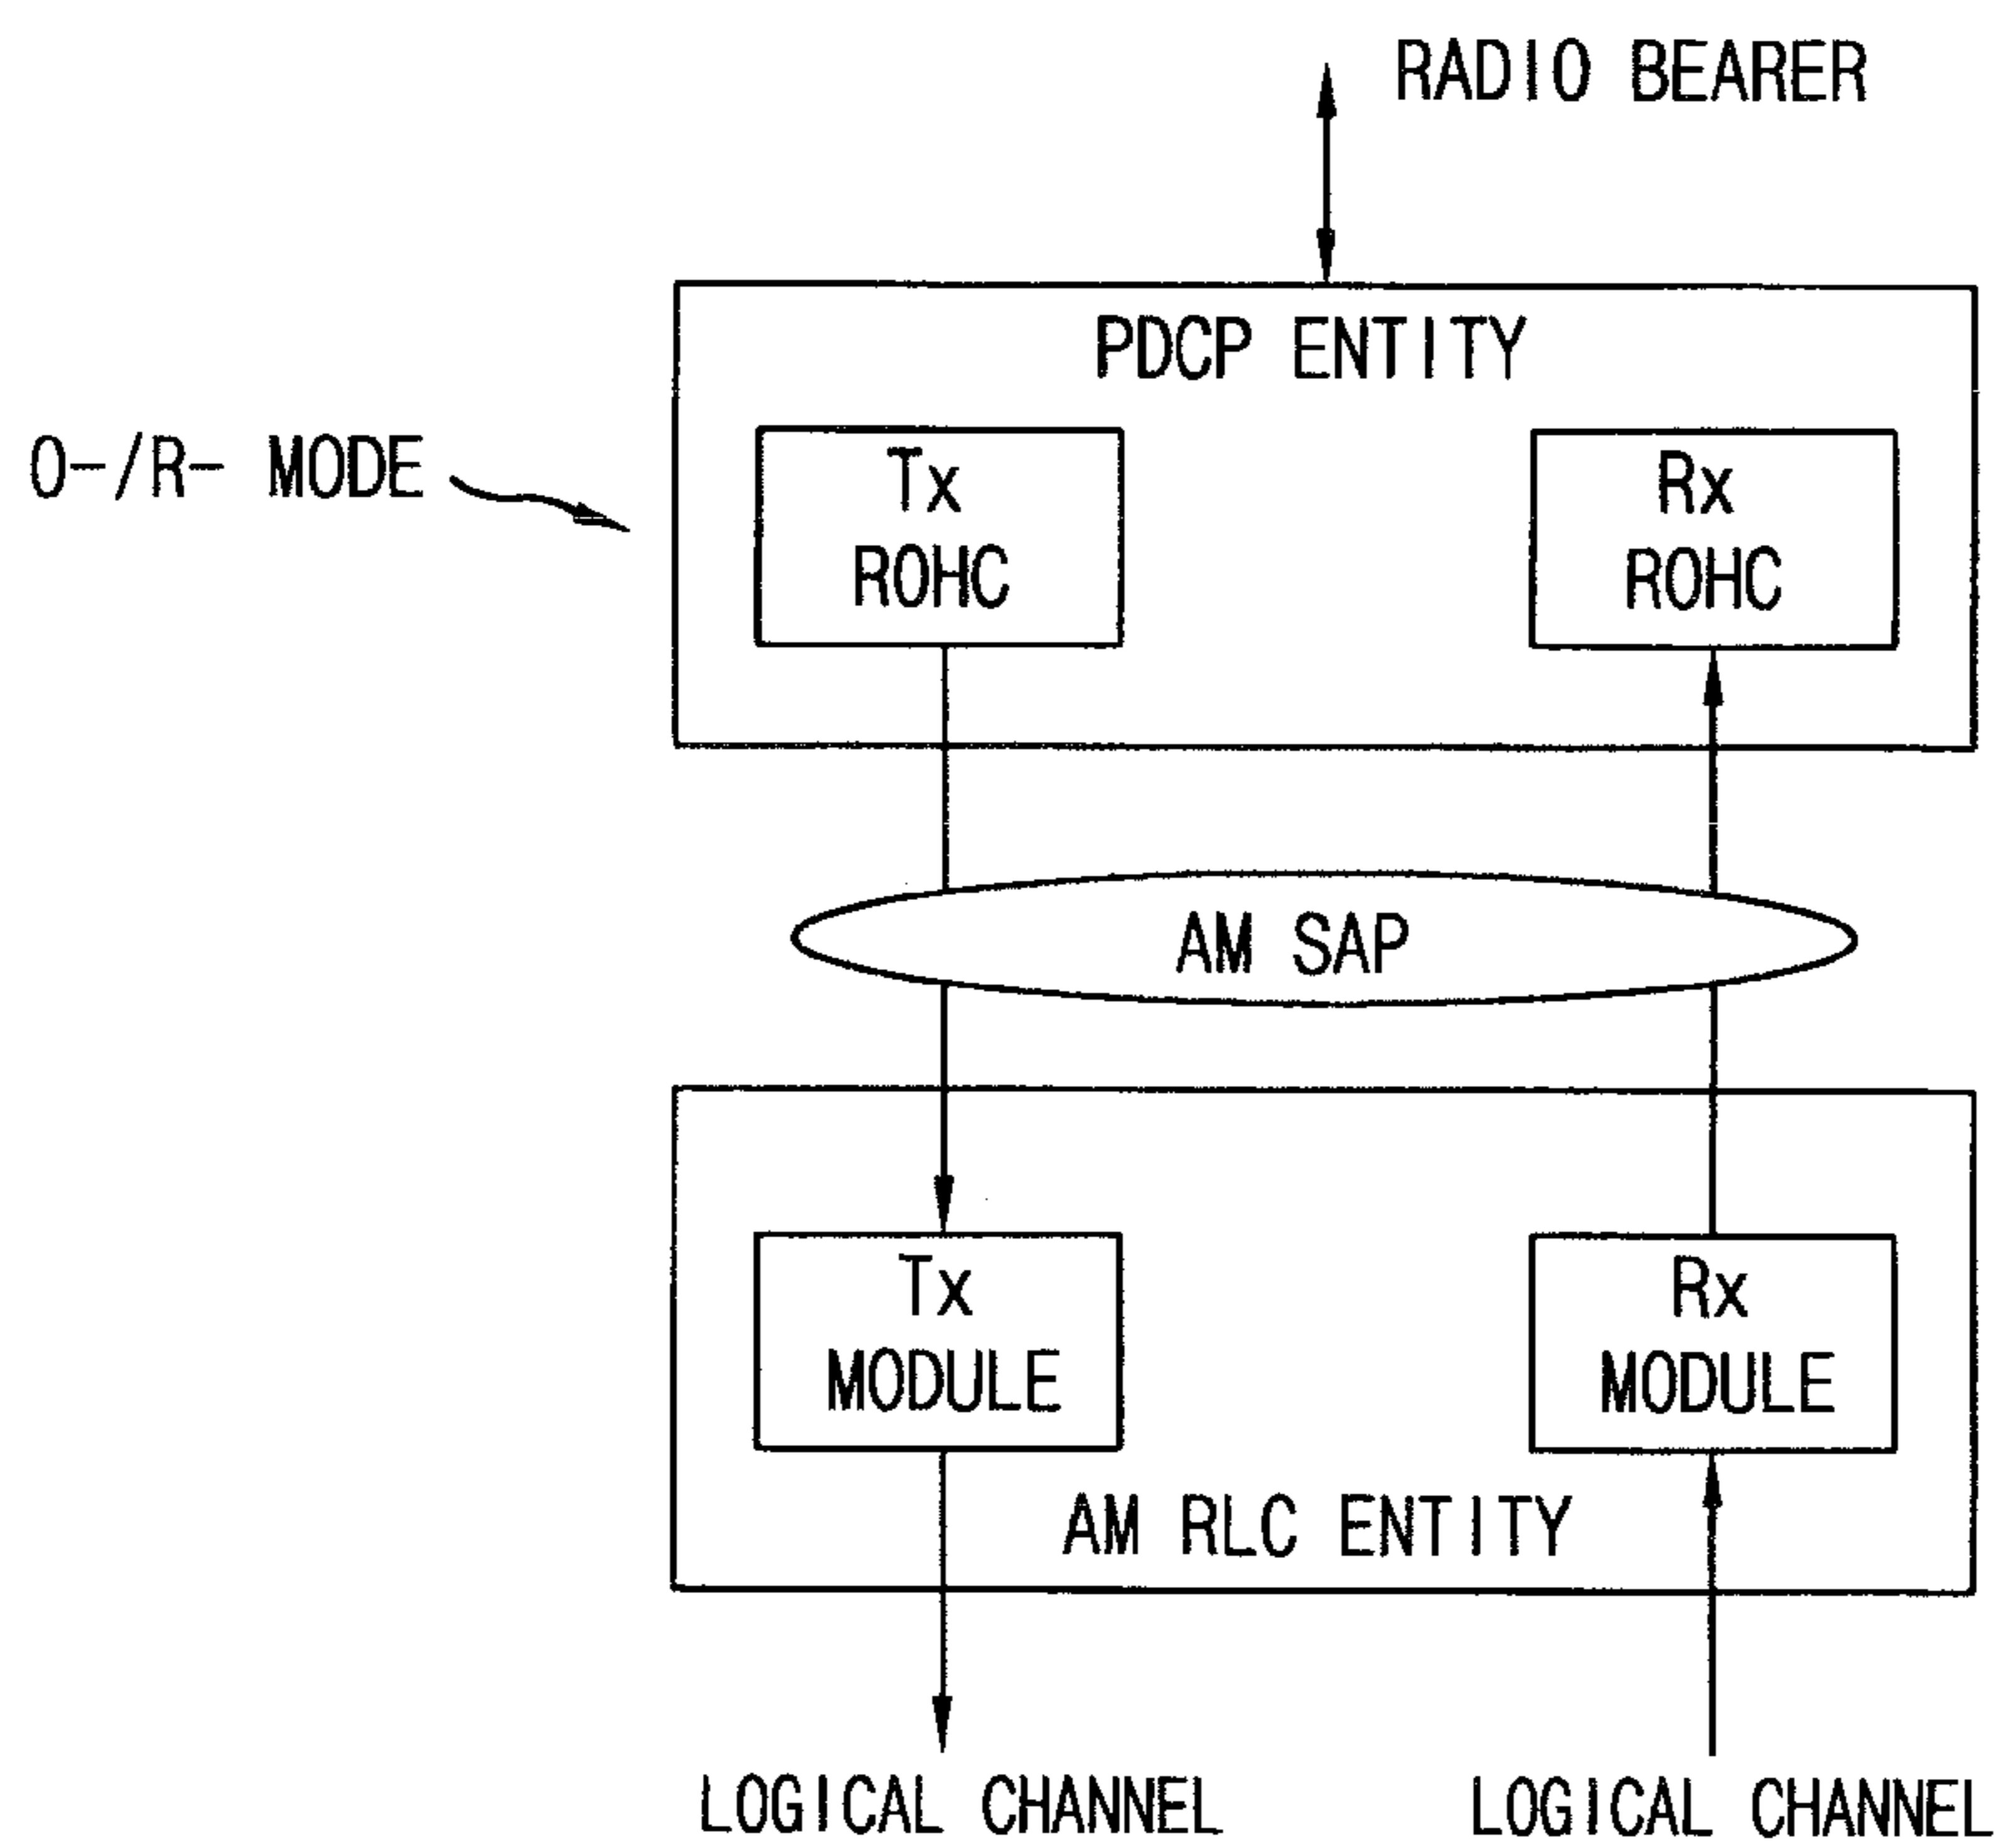 RADIO BEARER
PDCP ENTITY
O-/R- MODE
Tx
ROHC
Rx
ROHC
AM SAP
Tx
MODULE
Rx
MODULE
AM RLC ENTITY
LOGICAL CHANNEL
LOGICAL CHANNEL